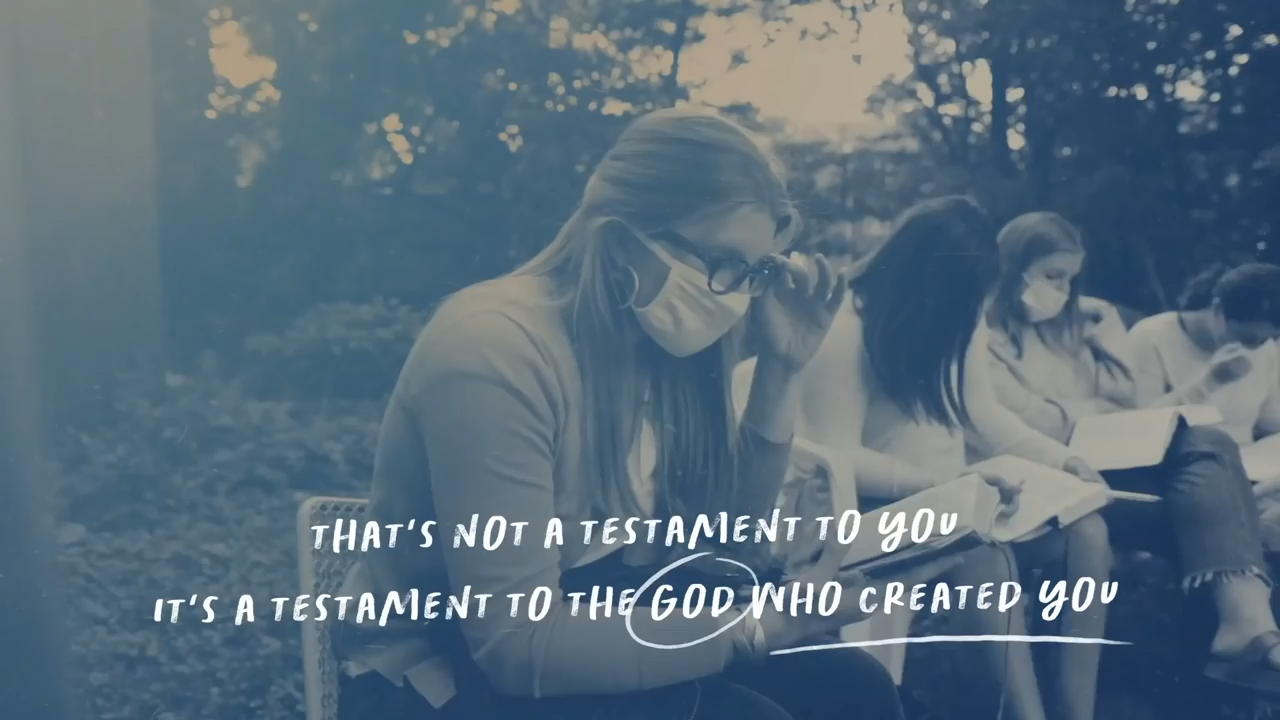 THAT'S NOT A TESTAMENT TO YOU
IT'S A TESTAMENT TO THE GOD WHO CREATED YOU